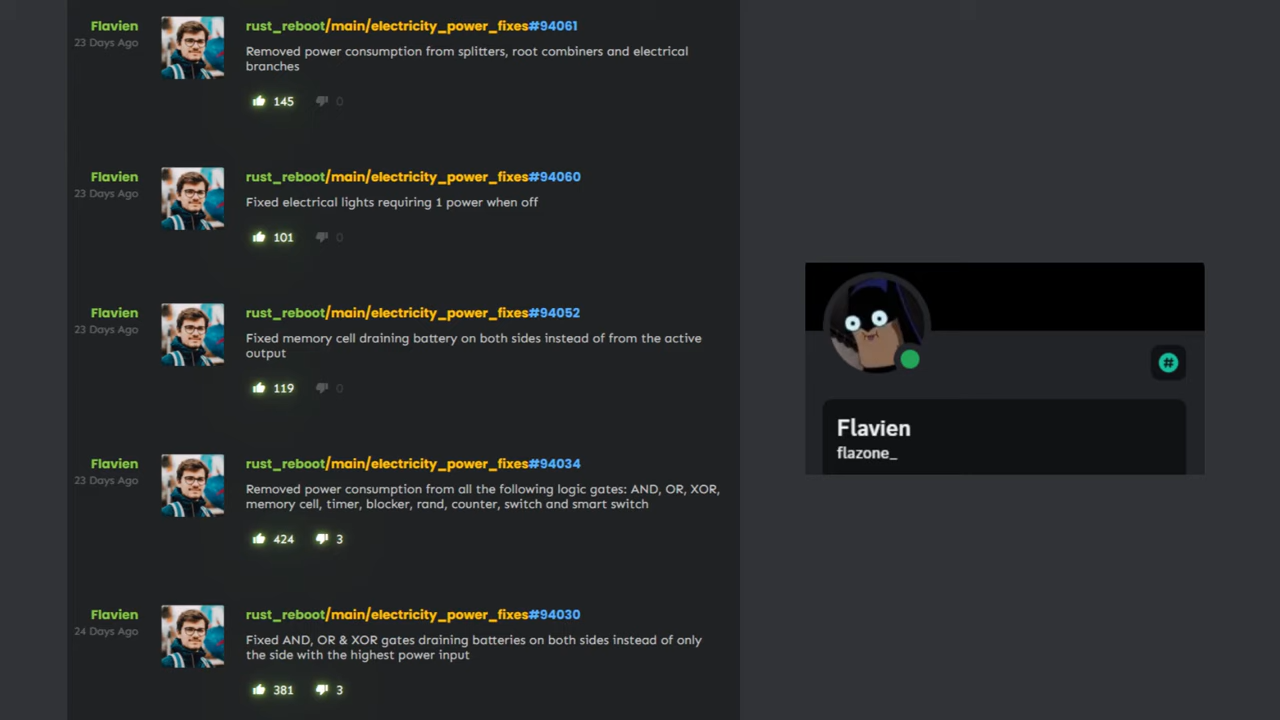 Flavien
23 Days Ago
rust_reboot/main/electricity_power_fixes#94061
Removed power consumption from splitters, root combiners and electrical
branches
145
0
Flavien
23 Days Ago
rust_reboot/main/electricity_power_fixes#94060
Fixed electrical lights requiring 1 power when off
101
0
Flavien
23 Days Ago
rust_reboot/main/electricity_power_fixes#94052
Fixed memory cell draining battery on both sides instead of from the active
output
119
0
Flavien
23 Days Ago
rust_reboot/main/electricity_power_fixes#94034
Removed power consumption from all the following logic gates: AND, OR, XOR,
memory cell, timer, blocker, rand, counter, switch and smart switch
424
3
Flavien
24 Days Ago
rust_reboot/main/electricity_power_fixes#94030
Fixed AND, OR & XOR gates draining batteries on both sides instead of only
the side with the highest power input
381
3
#
Flavien
flazone_